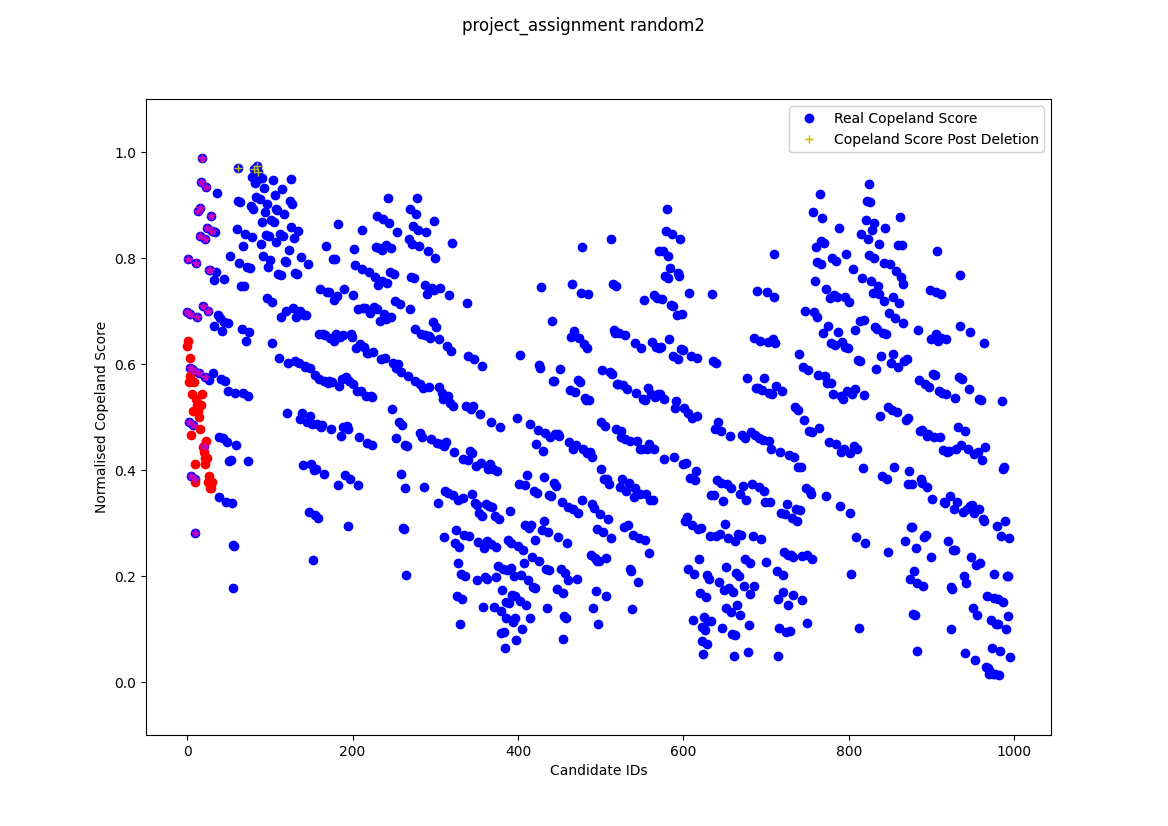 project_assignment random2
Real Copeland Score
Copeland Score Post Deletion
Normalised Copeland Score
1.0
0.8
0.6
0.4
0.2
0.0
0 200 400 600 800 1000
Candidate IDs